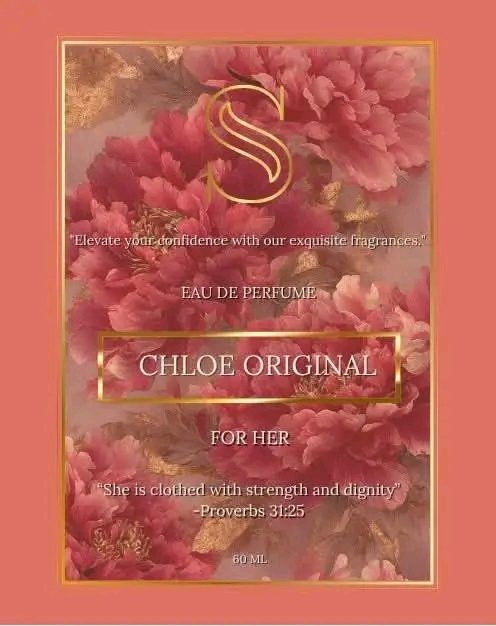 S
"Elevate your confidence with our exquisite fragrances."
EAU DE PERFUME
CHLOE ORIGINAL
FOR HER
“She is clothed with strength and dignity”
-Proverbs 31:25
60 ML